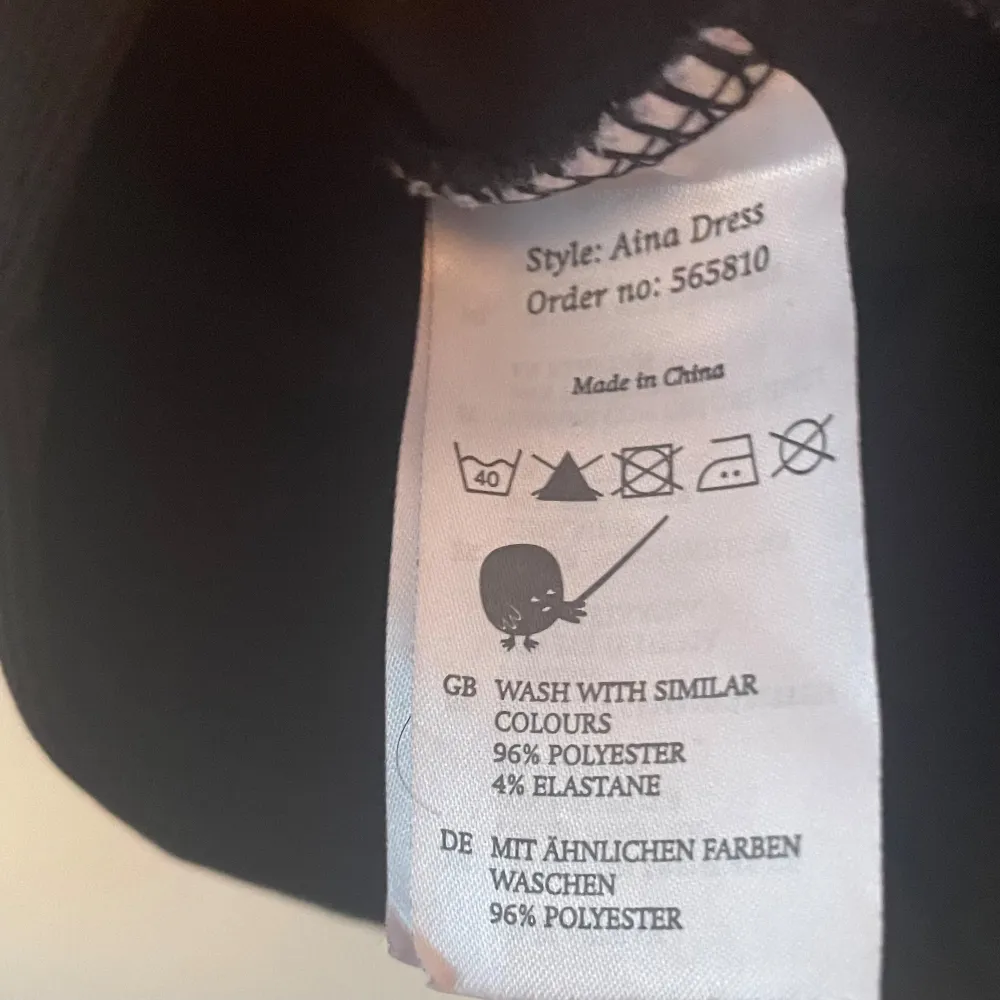 Style: Aina Dress
Order no: 565810
Made in China
40
GB WASH WITH SIMILAR
COLOURS
96% POLYESTER
4% ELASTANE
DE MIT ÄHNLICHEN FARBEN
WASCHEN
96% POLYESTER